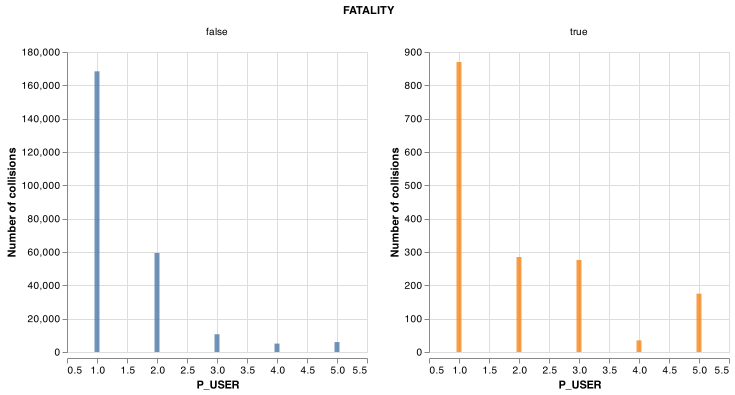 FATALITY
false
true
180,000
160,000
140,000
120,000
100,000
80,000
60,000
40,000
20,000
0
Number of collisions
0.5 1.0 1.5 2.0 2.5 3.0 3.5 4.0 4.5 5.0 5.5
P_USER
900
800
700
600
500
400
300
200
100
0
Number of collisions
0.5 1.0 1.5 2.0 2.5 3.0 3.5 4.0 4.5 5.0 5.5
P_USER